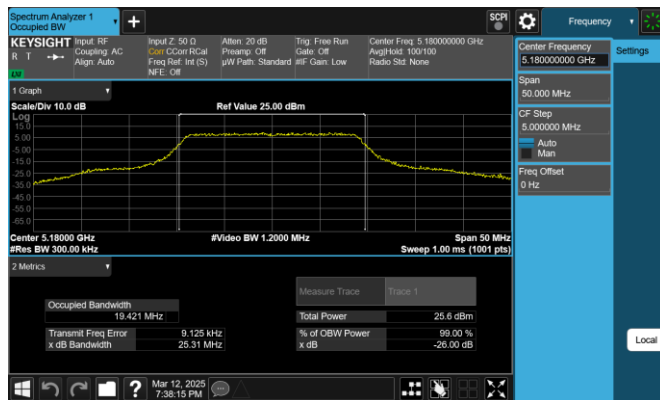 Spectrum Analyzer 1
Occupied BW
+
SCPI
Frequency
KEYSIGHT
R T
LXI
Input: RF
Coupling: AC
Align: Auto
Input Z: 50 Ω
Corr CCorr RCal
Freq Ref: Int (S)
NFE: Off
Atten: 20 dB
Preamp: Off
µW Path: Standard
Trig: Free Run
Gate: Off
#IF Gain: Low
Center Freq: 5.180000000 GHz
Avg|Hold: 100/100
Radio Std: None
Center Frequency
5.180000000 GHz
Settings
Span
50.000 MHz
CF Step
5.000000 MHz
Auto
Man
Freq Offset
0 Hz
Local
1 Graph
Scale/Div 10.0 dB
Ref Value 25.00 dBm
Log
15.0
5.00
-5.00
-15.0
-25.0
-35.0
-45.0
-55.0
-65.0
Center 5.18000 GHz
#Video BW 1.2000 MHz
Span 50 MHz
#Res BW 300.00 kHz
Sweep 1.00 ms (1001 pts)
2 Metrics
Measure Trace
Trace 1
Occupied Bandwidth
19.421 MHz
Total Power
25.6 dBm
Transmit Freq Error
9.125 kHz
% of OBW Power
99.00 %
x dB Bandwidth
25.31 MHz
x dB
-26.00 dB
?
Mar 12, 2025
7:38:15 PM